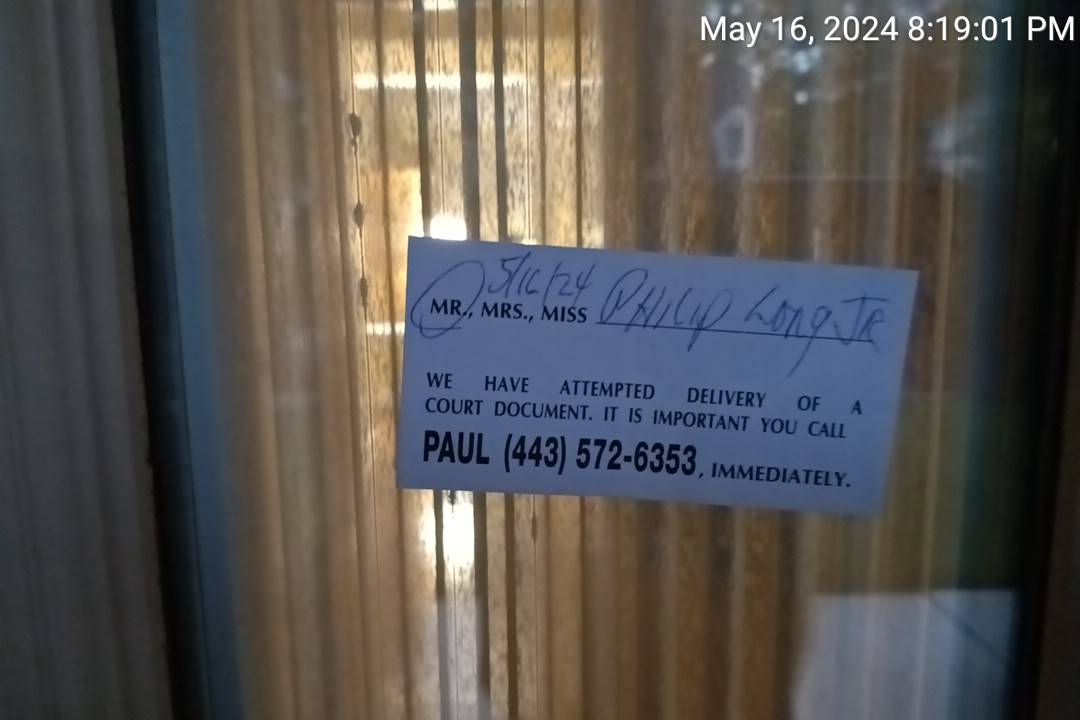 May 16, 2024 8:19:01 PM
5/16/24
MR., MRS., MISS PHILIP Long JR
WE HAVE ATTEMPTED DELIVERY OF A
COURT DOCUMENT. IT IS IMPORTANT YOU CALL
PAUL (443) 572-6353, IMMEDIATELY.